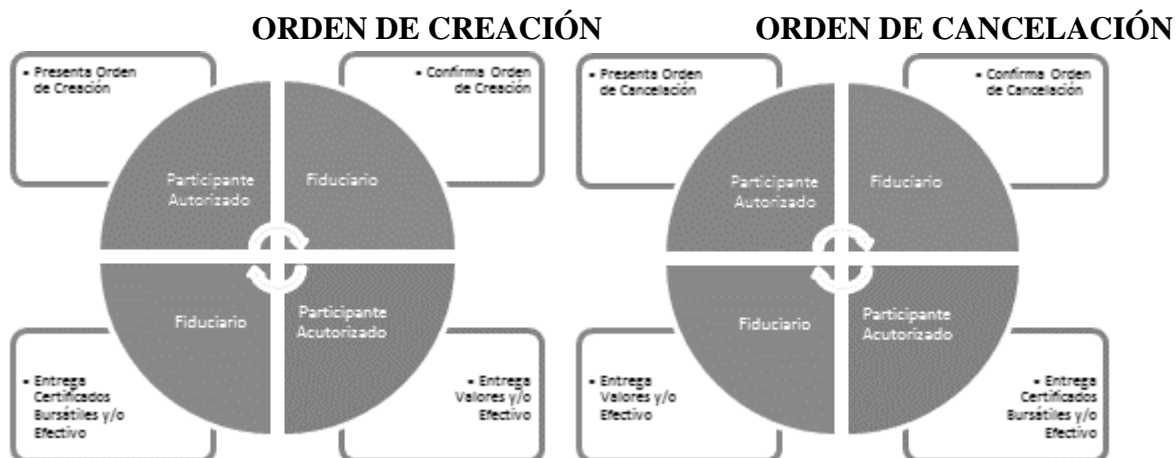 ORDEN DE CREACIÓN
▪ Presenta Orden
de Creación
▪ Confirma Orden
de Creación
Participante
Autorizado
Fiduciario
Fiduciario
Participante
Acutorizado
▪ Entrega
Certificados
Bursátiles y/o
Efectivo
▪ Entrega
Valores y/o
Efectivo
ORDEN DE CANCELACIÓN
▪ Presenta Orden
de Cancelación
▪ Confirma Orden
de Cancelación
Participante
Autorizado
Fiduciario
Fiduciario
Participante
Acutorizado
▪ Entrega
Valores y/o
Efectivo
▪ Entrega
Certificados
Bursátiles y/o
Efectivo